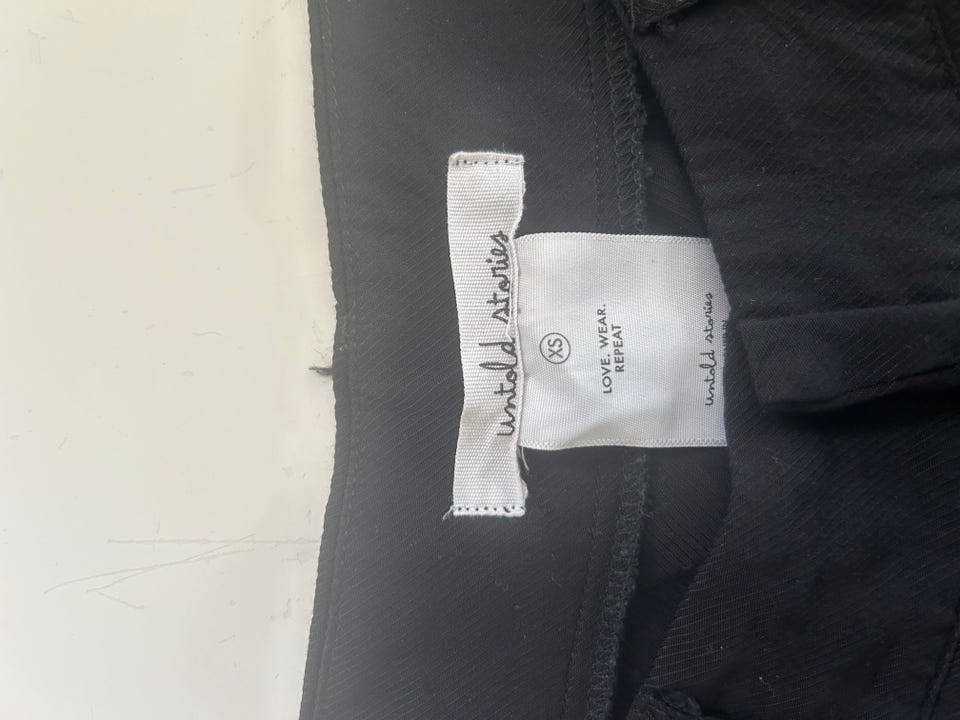 untold stories
XS
LOVE. WEAR.
REPEAT
untold stories